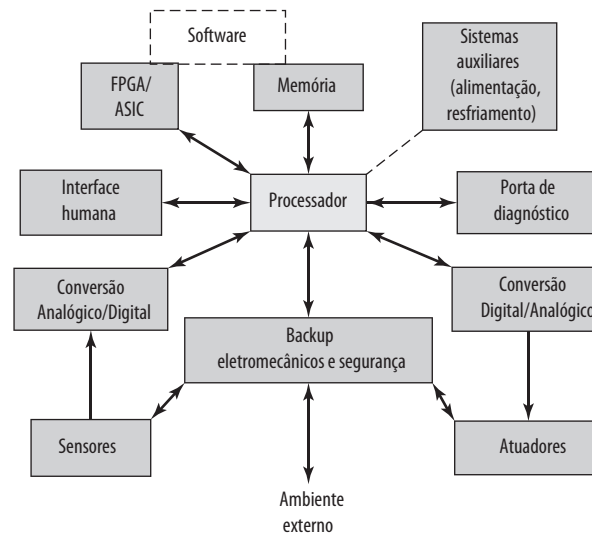 Software
Sistemas
auxiliares
(alimentação,
resfriamento)
FPGA/
ASIC
Memória
Interface
humana
Processador
Porta de
diagnóstico
Conversão
Analógico/Digital
Conversão
Digital/Analógico
Backup
eletromecânicos e segurança
Sensores
Atuadores
Ambiente
externo